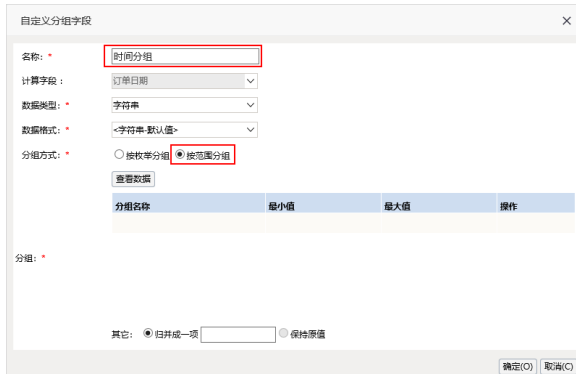 自定义分组字段
名称: * 时间分组
计算字段: 订单日期
数据类型: * 字符串
数据格式: * <字符串-默认值>
分组方式: * 按枚举分组 按范围分组
查看数据
分组名称 最小值 最大值 操作
分组: *
其它: 归并成一项 保持原值
确定(O) 取消(C)